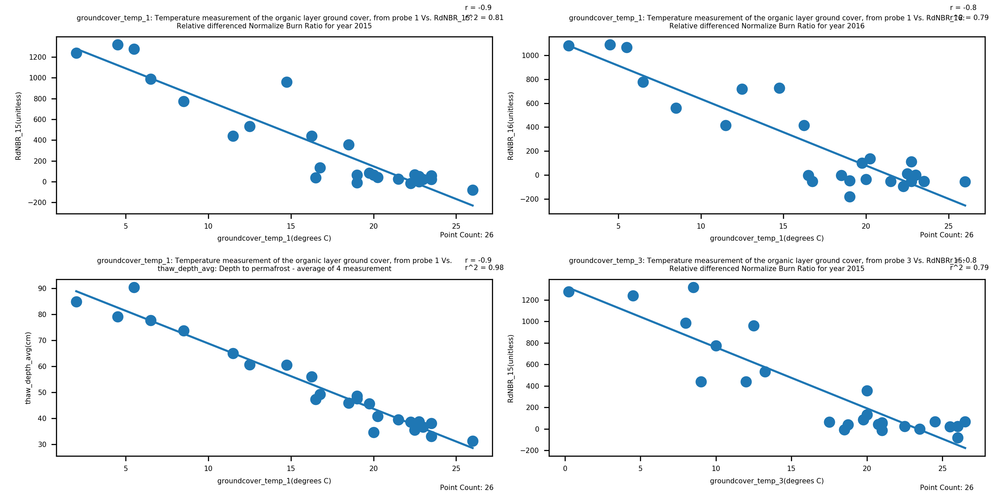 r = -0.9
groundcover_temp_1: Temperature measurement of the organic layer ground cover, from probe 1 Vs. RdNBR_15:
r^2 = 0.81
Relative differenced Normalize Burn Ratio for year 2015
1200
1000
800
600
400
200
0
−200
RdNBR_15(unitless)
5
10
15
20
25
groundcover_temp_1(degrees C)
Point Count: 26
r = -0.8
groundcover_temp_1: Temperature measurement of the organic layer ground cover, from probe 1 Vs. RdNBR_16:
r^2 = 0.79
Relative differenced Normalize Burn Ratio for year 2016
1000
800
600
400
200
0
−200
RdNBR_16(unitless)
5
10
15
20
25
groundcover_temp_1(degrees C)
Point Count: 26
groundcover_temp_1: Temperature measurement of the organic layer ground cover, from probe 1 Vs.
thaw_depth_avg: Depth to permafrost - average of 4 measurement
r = -0.9
r^2 = 0.98
90
80
70
60
50
40
30
thaw_depth_avg(cm)
5
10
15
20
25
groundcover_temp_1(degrees C)
Point Count: 26
groundcover_temp_3: Temperature measurement of the organic layer ground cover, from probe 3 Vs. RdNBR_15:
Relative differenced Normalize Burn Ratio for year 2015
r = -0.8
r^2 = 0.79
1200
1000
800
600
400
200
0
−200
RdNBR_15(unitless)
0
5
10
15
20
25
groundcover_temp_3(degrees C)
Point Count: 26